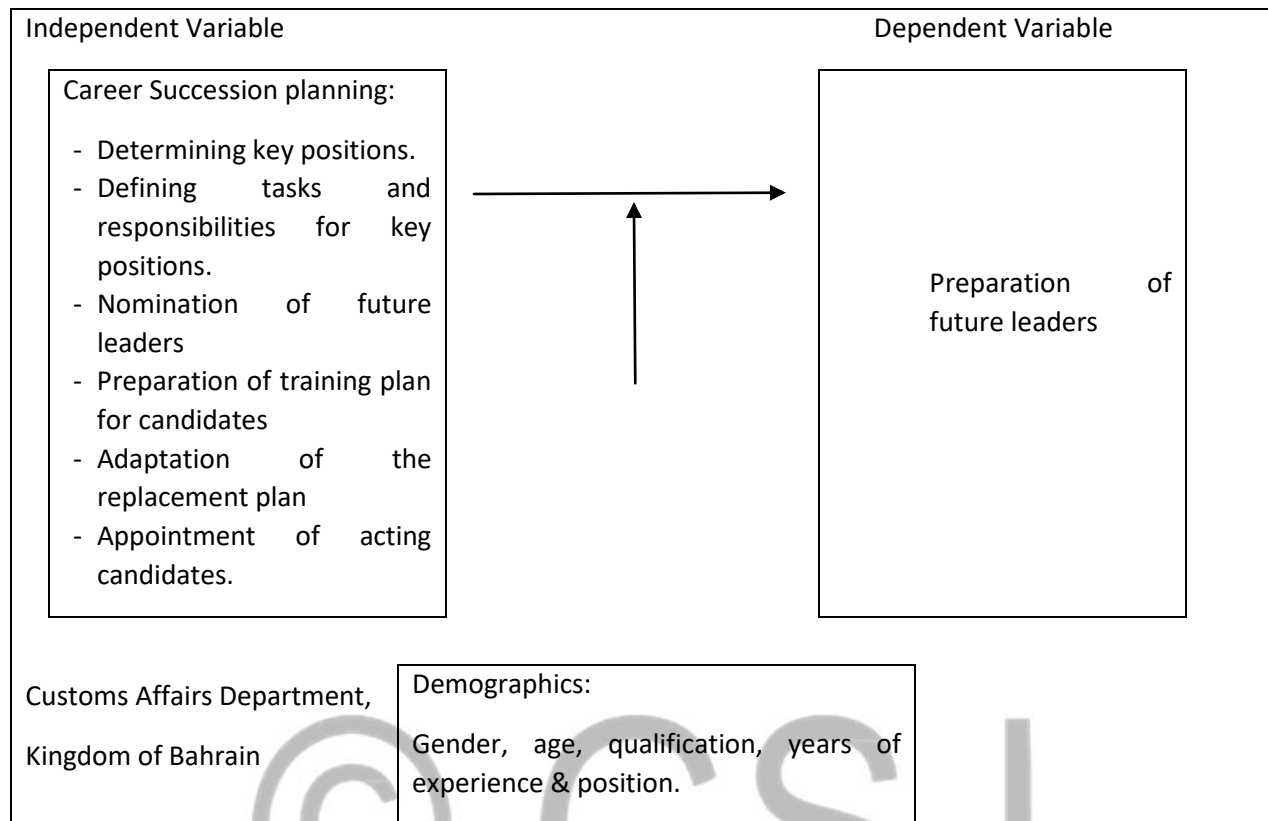 Independent Variable
Dependent Variable
Career Succession planning:
- Determining key positions.
- Defining tasks and
responsibilities for key
positions.
- Nomination of future
leaders
- Preparation of training plan
for candidates
- Adaptation of the
replacement plan
- Appointment of acting
candidates.
Preparation of
future leaders
Customs Affairs Department,
Kingdom of Bahrain
Demographics:
Gender, age, qualification, years of
experience & position.